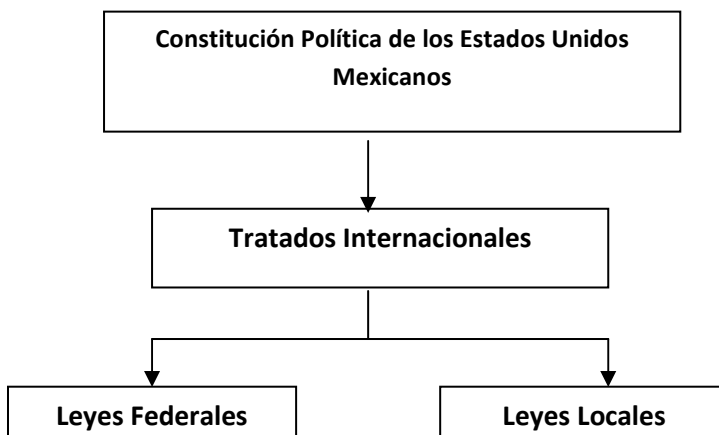 Constitución Política de los Estados Unidos
Mexicanos
Tratados Internacionales
Leyes Federales
Leyes Locales